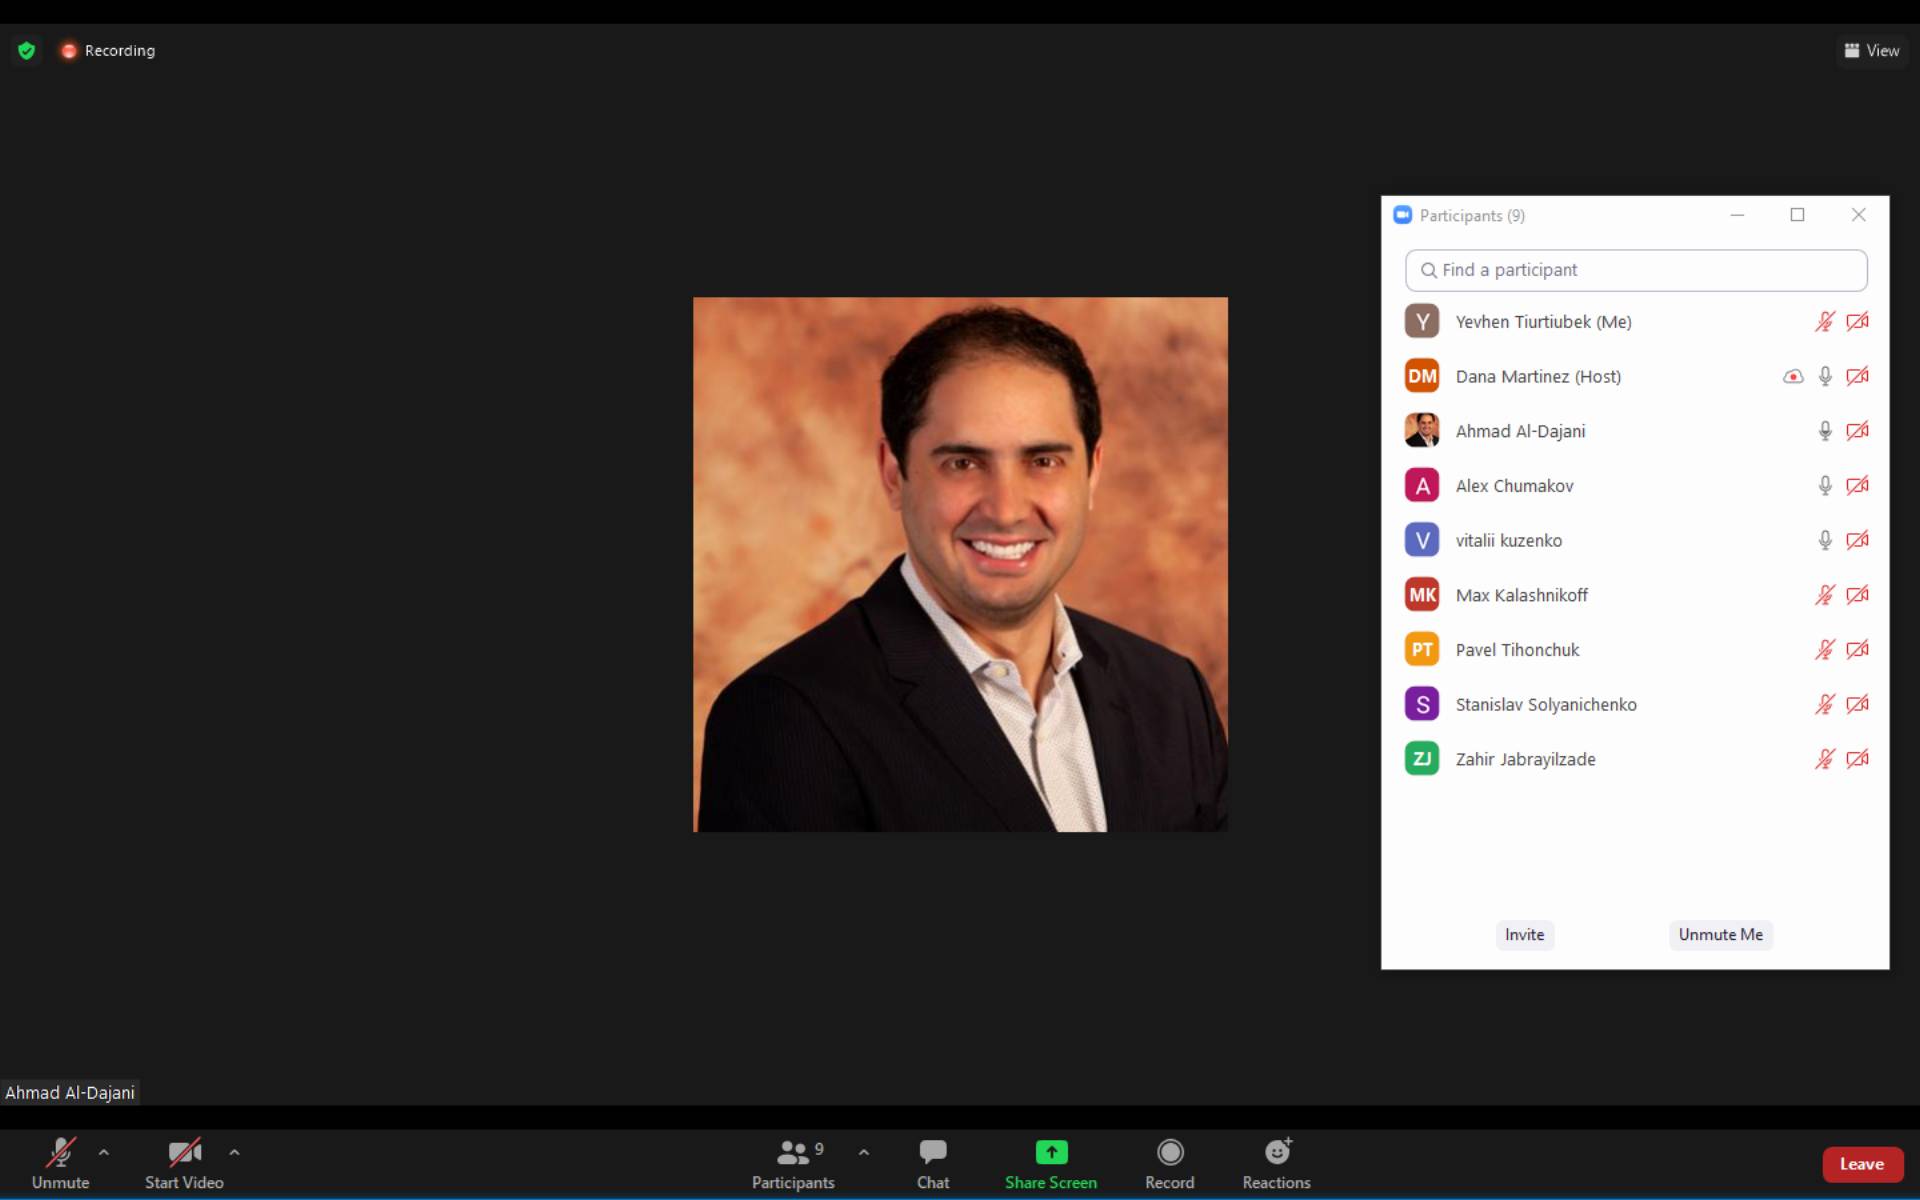 Recording
View
Participants (9)
Find a participant
Y Yevhen Tiurtiubek (Me)
DM Dana Martinez (Host)
Ahmad Al-Dajani
A Alex Chumakov
V vitalii kuzenko
MK Max Kalashnikoff
PT Pavel Tihonchuk
S Stanislav Solyanichenko
ZJ Zahir Jabrayilzade
Invite Unmute Me
Ahmad Al-Dajani
9
Unmute Start Video Participants Chat Share Screen Record Reactions Leave